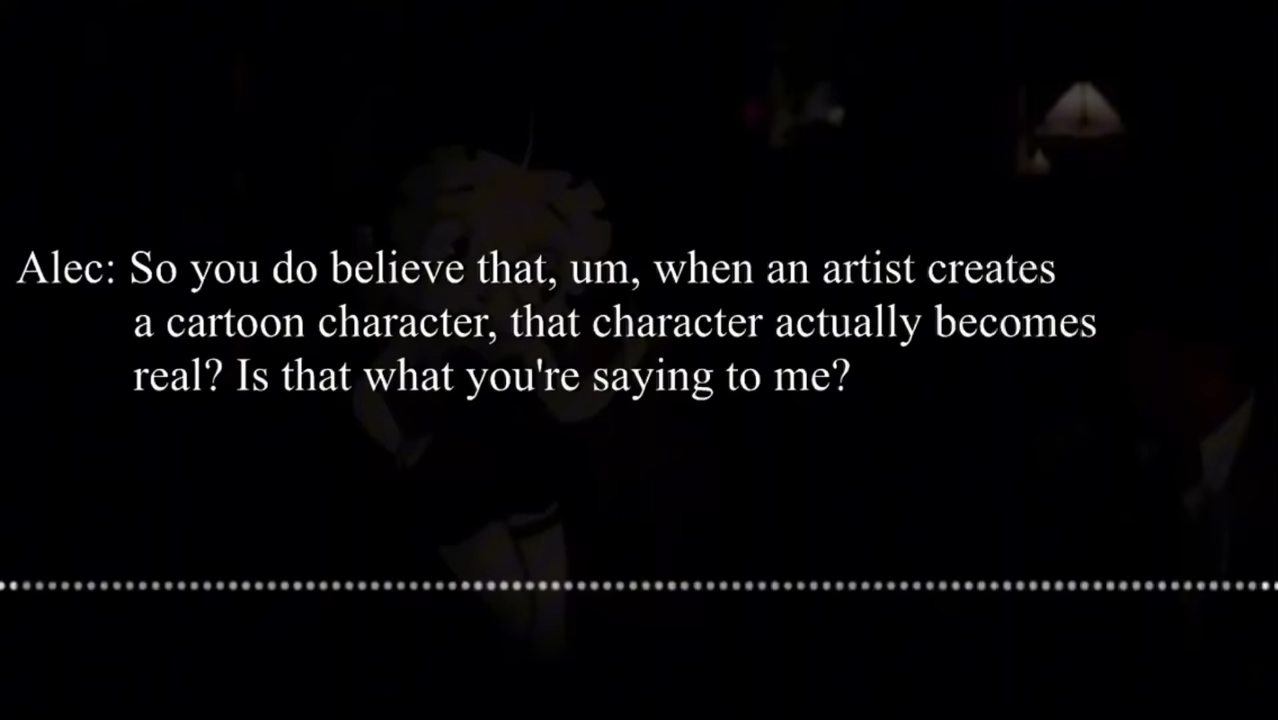 Alec: So you do believe that, um, when an artist creates
a cartoon character, that character actually becomes
real? Is that what you're saying to me?